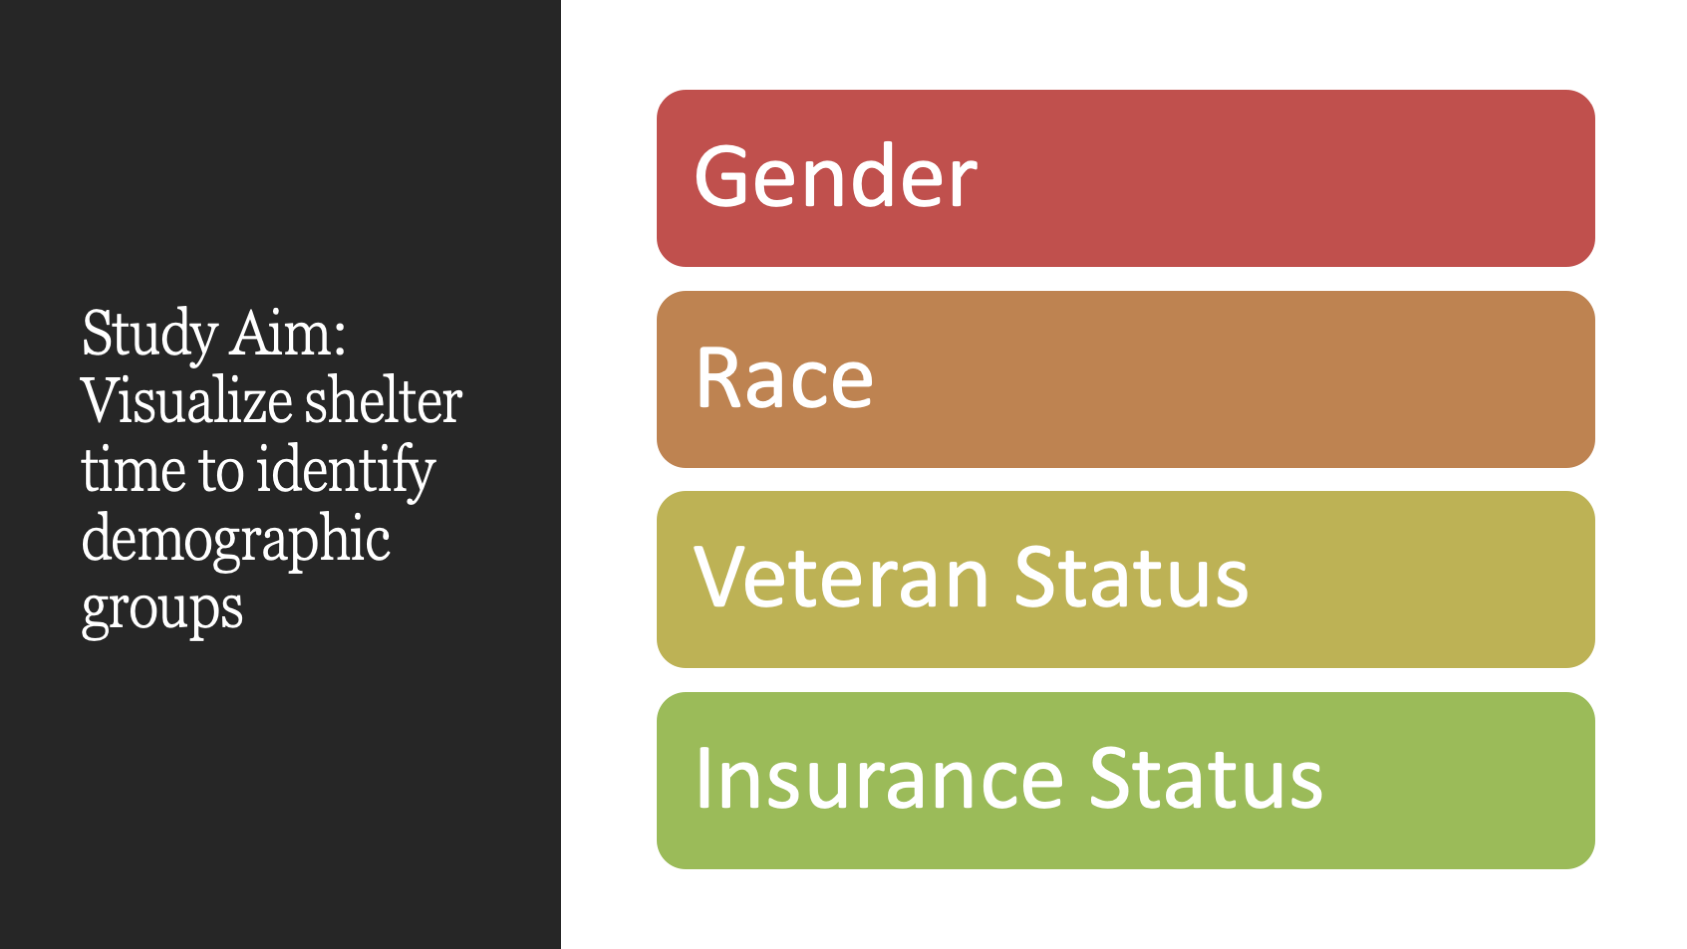 Study Aim:
Visualize shelter
time to identify
demographic
groups
Gender
Race
Veteran Status
Insurance Status